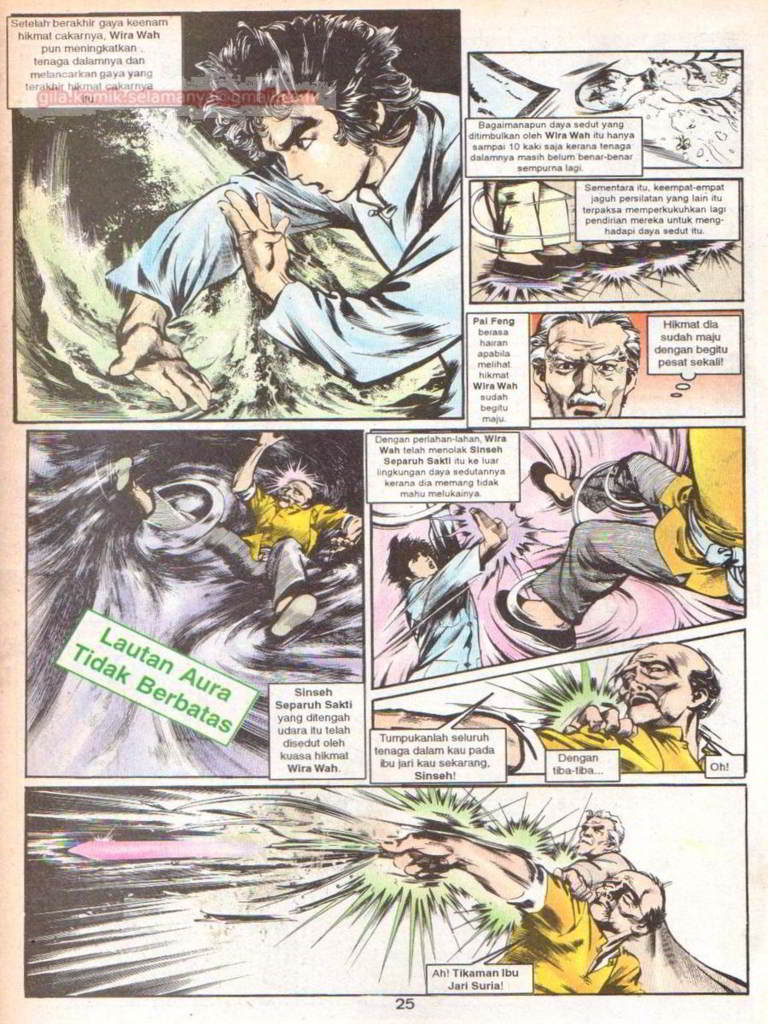 Setelah berakhir gaya keenam
hikmat cakarnya, Wira Wah
pun meningkatkan
tenaga dalamnya dan
melancarkan gaya yang
terakhir hikmat cakarnya
itu.
Bagaimanapun daya sedut yang
ditimbulkan oleh Wira Wah itu hanya
sampai 10 kaki saja kerana tenaga
dalamnya masih belum benar-benar
sempurna lagi.
Sementara itu, keempat-empat
jaguh persilatan yang lain itu
terpaksa memperkukuhkan lagi
pendirian mereka untuk meng-
hadapi daya sedut itu.
Pai Feng
berasa
hairan
apabila
melihat
hikmat
Wira Wah
sudah
begitu
maju.
Hikmat dia
sudah maju
dengan begitu
pesat sekali!
Lautan Aura
Tidak Berbatas
Sinseh
Separuh Sakti
yang ditengah
udara itu telah
disedut oleh
kuasa hikmat
Wira Wah.
Dengan perlahan-lahan, Wira
Wah telah menolak Sinseh
Separuh Sakti itu ke luar
lingkungan daya sedutannya
kerana dia memang tidak
mahu melukainya.
Tumpukanlah seluruh
tenaga dalam kau pada
ibu jari kau sekarang,
Sinseh!
Dengan
tiba-tiba...
Oh!
Ah! Tikaman Ibu
Jari Suria!
25